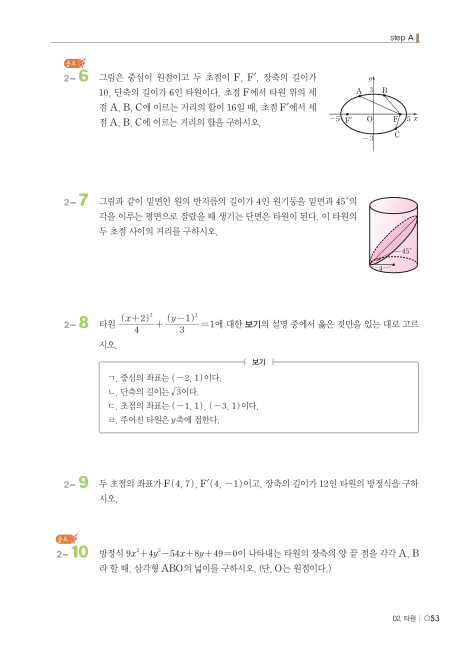 step A
중요
2-6 그림은 중심이 원점이고 두 초점이 F, F′, 장축의 길이가
10, 단축의 길이가 6인 타원이다. 초점 F에서 타원 위의 세
점 A, B, C에 이르는 거리의 합이 16일 때, 초점 F′에서 세
점 A, B, C에 이르는 거리의 합을 구하시오.
y
A 3 B
-5 F′ O F 5 x
-3 C
2-7 그림과 같이 밑면인 원의 반지름의 길이가 4인 원기둥을 밑면과 45°의
각을 이루는 평면으로 잘랐을 때 생기는 단면은 타원이 된다. 이 타원의
두 초점 사이의 거리를 구하시오.
45°
4
2-8 타원 (x+2)²/4 + (y-1)²/3 =1에 대한 보기의 설명 중에서 옳은 것만을 있는 대로 고르
시오.
보기
ㄱ. 중심의 좌표는 (-2, 1)이다.
ㄴ. 단축의 길이는 √3이다.
ㄷ. 초점의 좌표는 (-1, 1), (-3, 1)이다.
ㄹ. 주어진 타원은 y축에 접한다.
2-9 두 초점의 좌표가 F(4, 7), F′(4, -1)이고, 장축의 길이가 12인 타원의 방정식을 구하
시오.
중요
2-10 방정식 9x²+4y²-54x+8y+49=0이 나타내는 타원의 장축의 양 끝 점을 각각 A, B
라 할 때, 삼각형 ABO의 넓이를 구하시오. (단, O는 원점이다.)
02. 타원 053